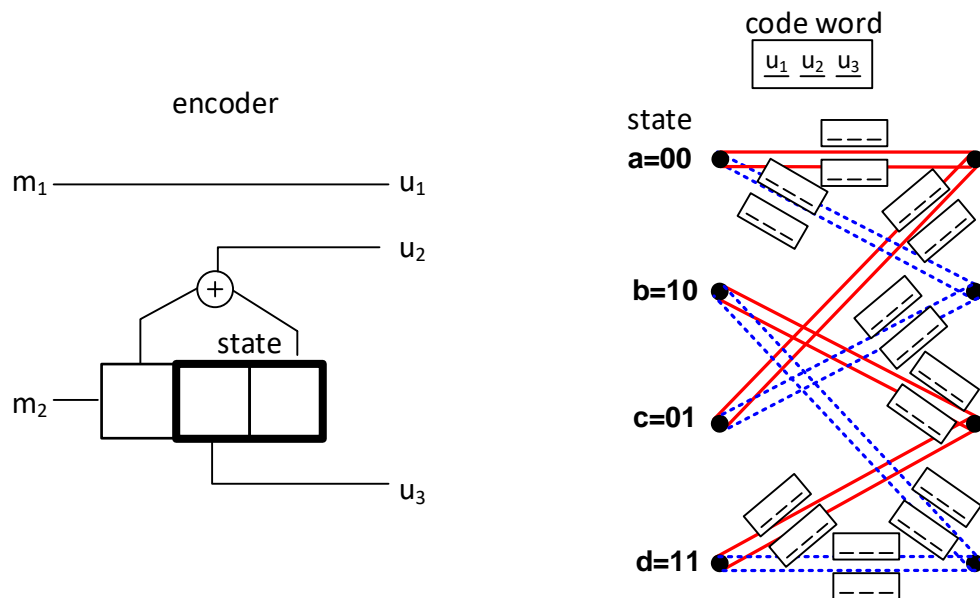 encoder
m1
u1
u2
+
state
m2
u3
code word
u1 u2 u3
state
a=00
b=10
c=01
d=11